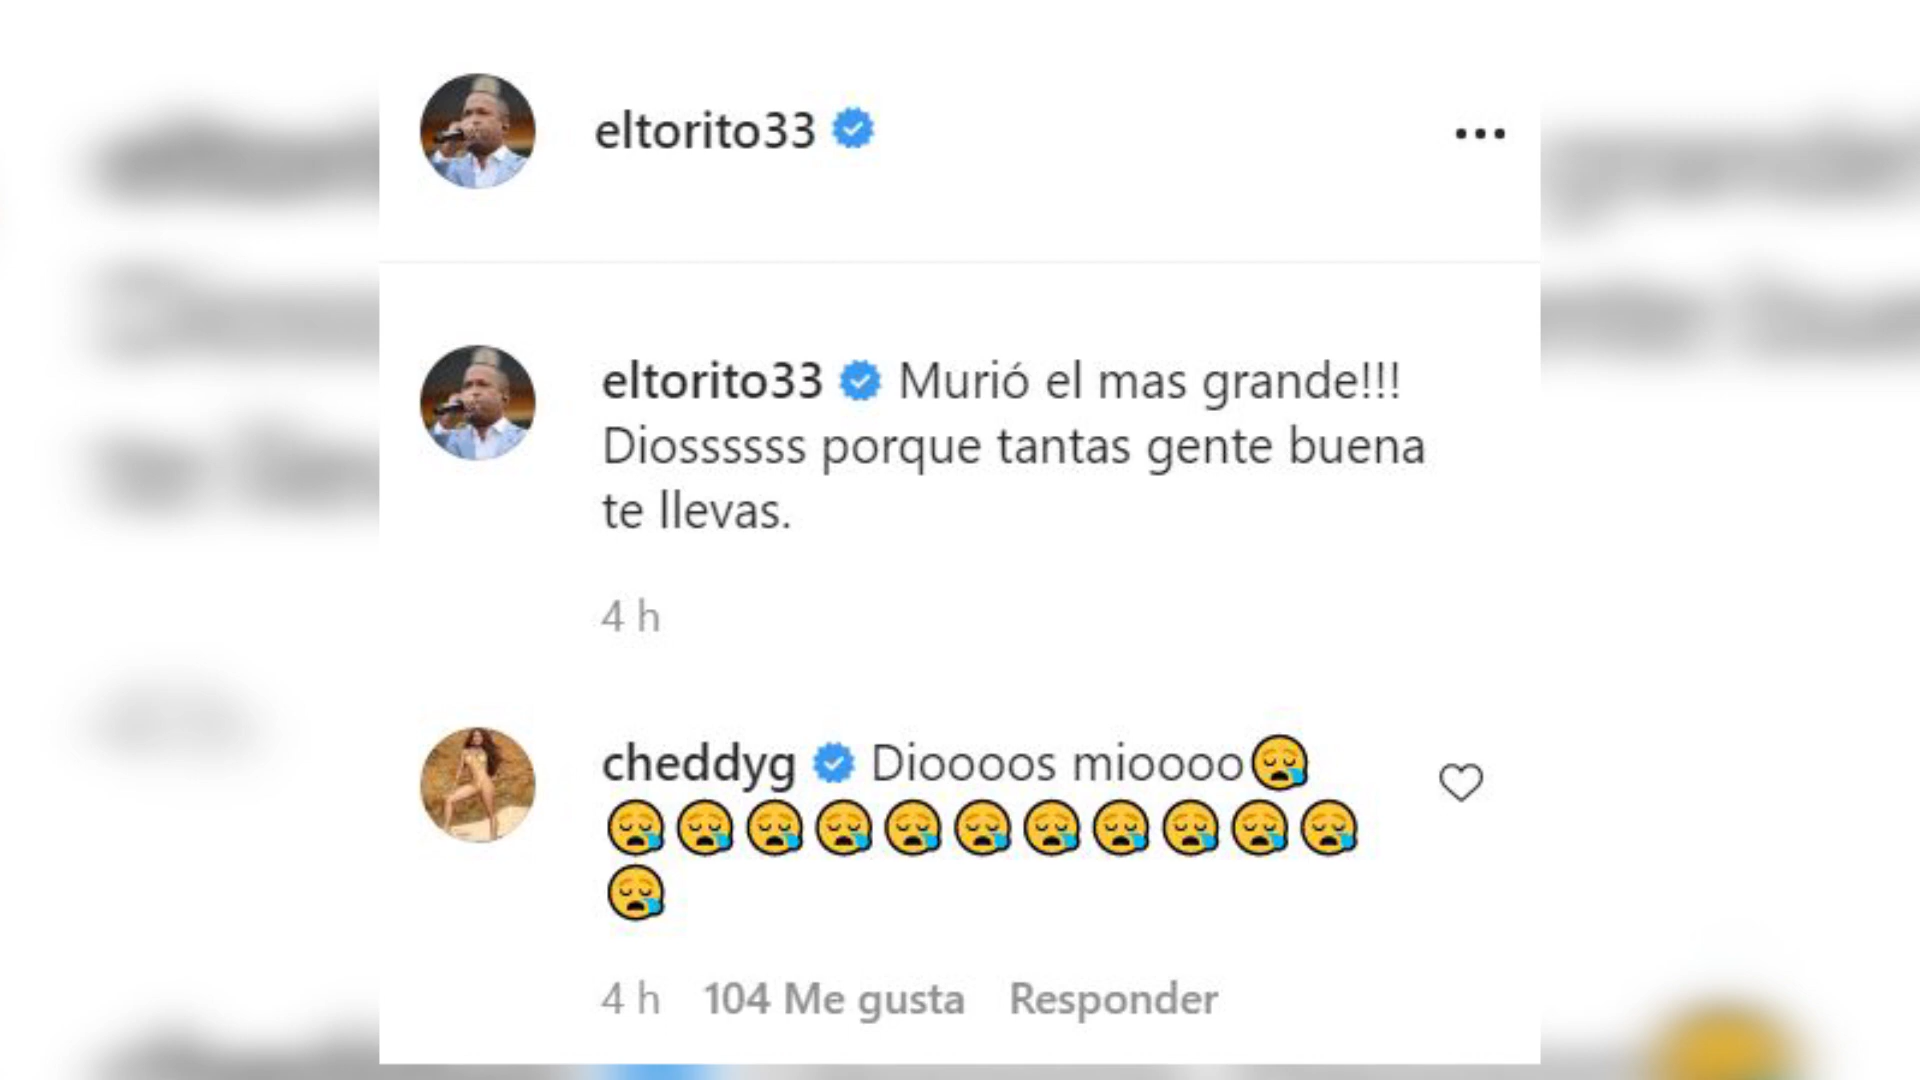 eltorito33
eltorito33 Murió el mas grande!!!
Diossssss porque tantas gente buena
te llevas.
4 h
cheddyg Dioooos mioooo😪
😪😪😪😪😪😪😪😪😪😪😪
😪
4 h 104 Me gusta Responder